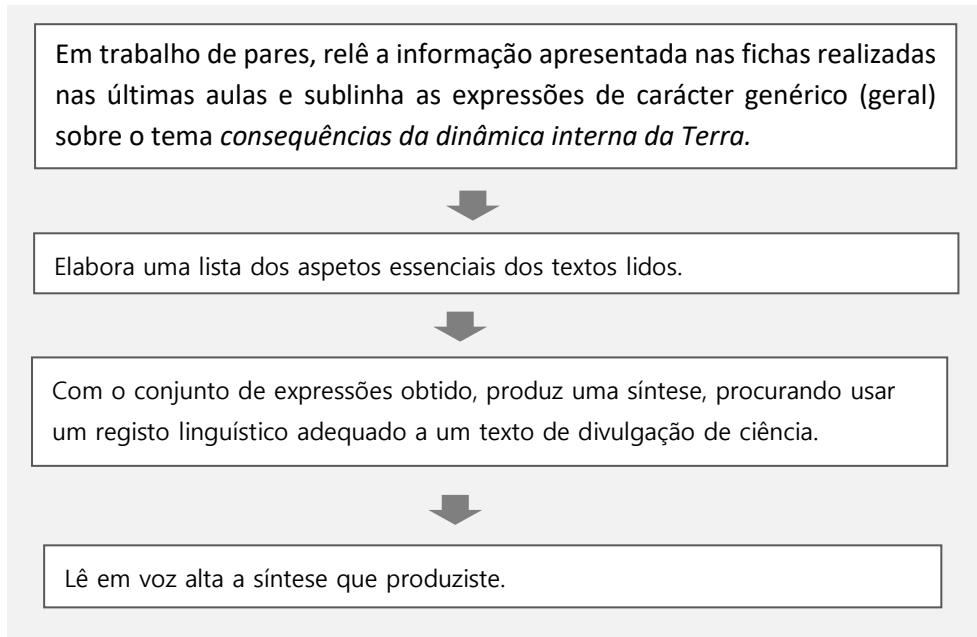 Em trabalho de pares, relê a informação apresentada nas fichas realizadas
nas últimas aulas e sublinha as expressões de carácter genérico (geral)
sobre o tema consequências da dinâmica interna da Terra.
Elabora uma lista dos aspetos essenciais dos textos lidos.
Com o conjunto de expressões obtido, produz uma síntese, procurando usar
um registo linguístico adequado a um texto de divulgação de ciência.
Lê em voz alta a síntese que produziste.